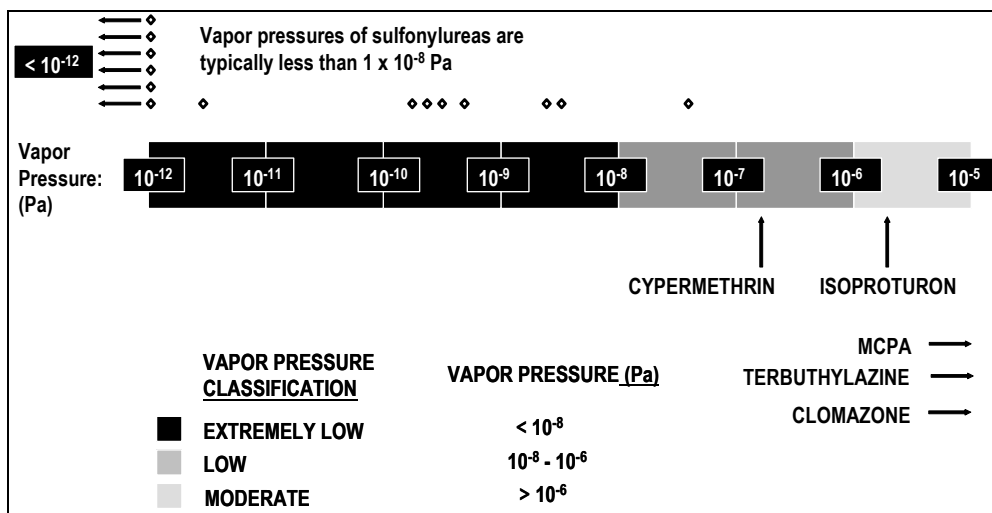 < 10-12
Vapor pressures of sulfonylureas are
typically less than 1 x 10-8 Pa
Vapor
Pressure:
(Pa)
10-12 10-11 10-10 10-9 10-8 10-7 10-6 10-5
CYPERMETHRIN ISOPROTURON
MCPA
TERBUTHYLAZINE
CLOMAZONE
VAPOR PRESSURE
CLASSIFICATION
VAPOR PRESSURE (Pa)
EXTREMELY LOW < 10-8
LOW 10-8 - 10-6
MODERATE > 10-6